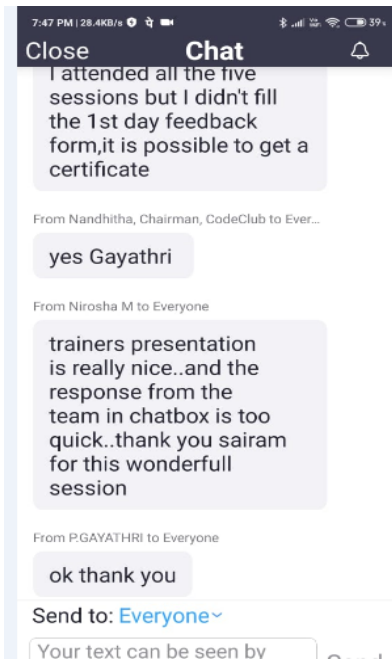 7:47 PM | 28.4KB/s
39
Close Chat
I attended all the five
sessions but I didn't fill
the 1st day feedback
form,it is possible to get a
certificate
From Nandhitha, Chairman, CodeClub to Ever...
yes Gayathri
From Nirosha M to Everyone
trainers presentation
is really nice..and the
response from the
team in chatbox is too
quick..thank you sairam
for this wonderfull
session
From P.GAYATHRI to Everyone
ok thank you
Send to: Everyone
Your text can be seen by
Send